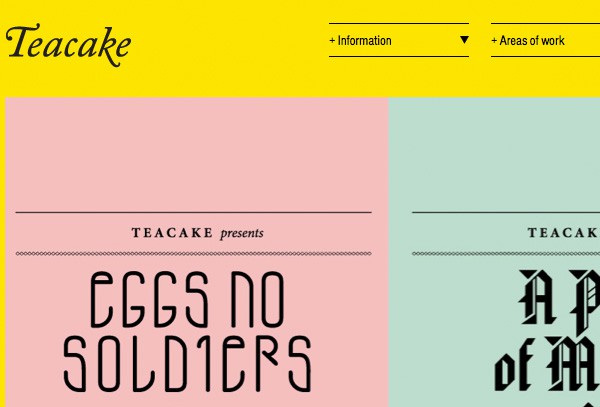 Teacake
+ Information
+ Areas of work
TEACAKE presents
EGGS NO
SOLDIERS
TEACAK
A P
of M